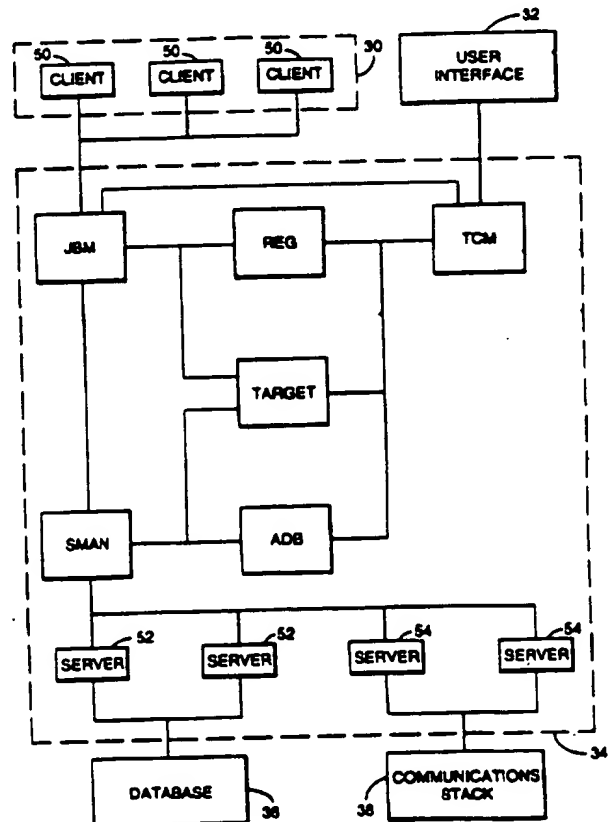 50 50 50
CLIENT CLIENT CLIENT
30
32
USER
INTERFACE
JBM REG TCM
TARGET
SMAN ADB
52 52 54 54
SERVER SERVER SERVER SERVER
34
DATABASE
36
38
COMMUNICATIONS
STACK